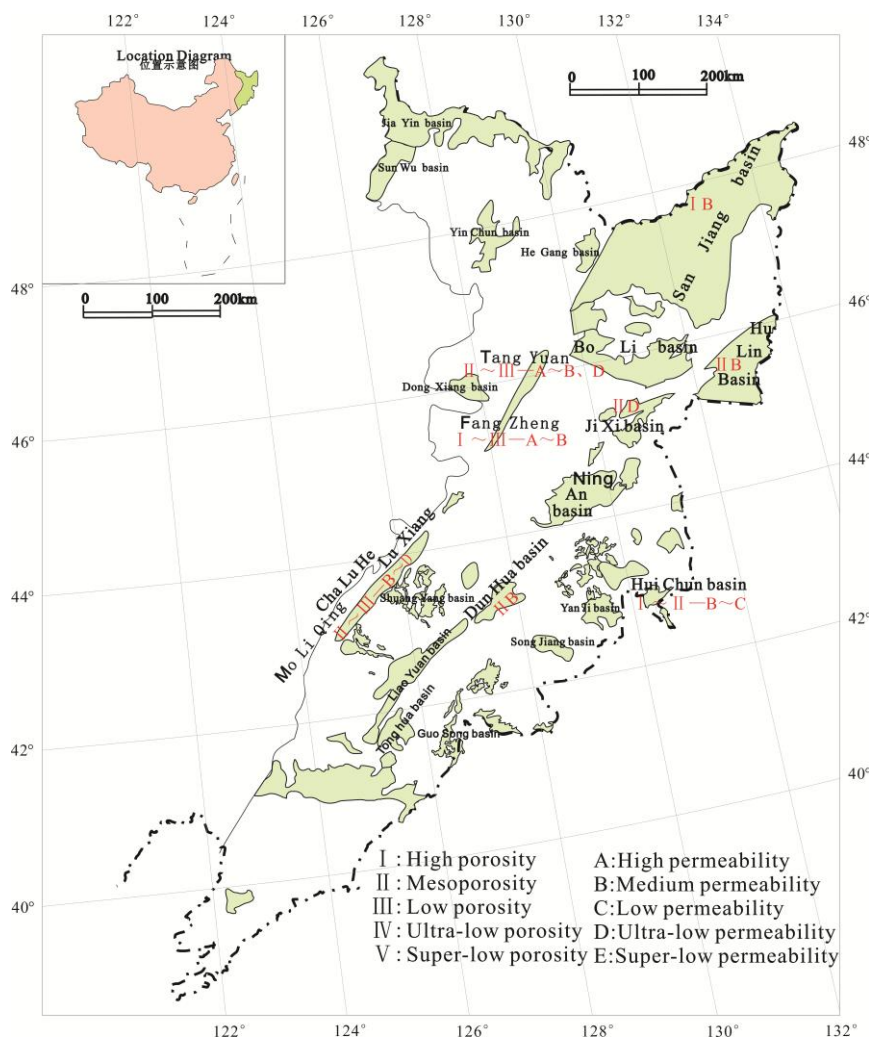 122°
124°
126°
128°
130°
132°
134°
Location Diagram
位置示意图
0 100 200km
0 100 200km
48°
46°
44°
42°
40°
48°
46°
44°
42°
40°
Jia Yin basin
Sun Wu basin
Yin Chun basin
He Gang basin
San Jiang basin
ⅠB
Bo Li basin
Hu Lin Basin
ⅡB
Tang Yuan
Ⅱ～Ⅲ—A～B、D
Dong Xiang basin
Fang Zheng
Ⅰ～Ⅲ—A～B
ⅡD
Ji Xi basin
Ning
An
basin
Cha Lu He
Lu Xiang
Mo Li Qing
Ⅱ～Ⅲ—B～D
Shuang Yang basin
Dun Hua basin
ⅡB
Hui Chun basin
Ⅰ～Ⅱ—B～C
Yan Ji basin
Song Jiang basin
Liao Yuan basin
Tong hua basin
Guo Song basin
Ⅰ: High porosity
Ⅱ: Mesoporosity
Ⅲ: Low porosity
Ⅳ: Ultra-low porosity
Ⅴ: Super-low porosity
A:High permeability
B:Medium permeability
C:Low permeability
D:Ultra-low permeability
E:Super-low permeability
122°
124°
126°
128°
130°
132°